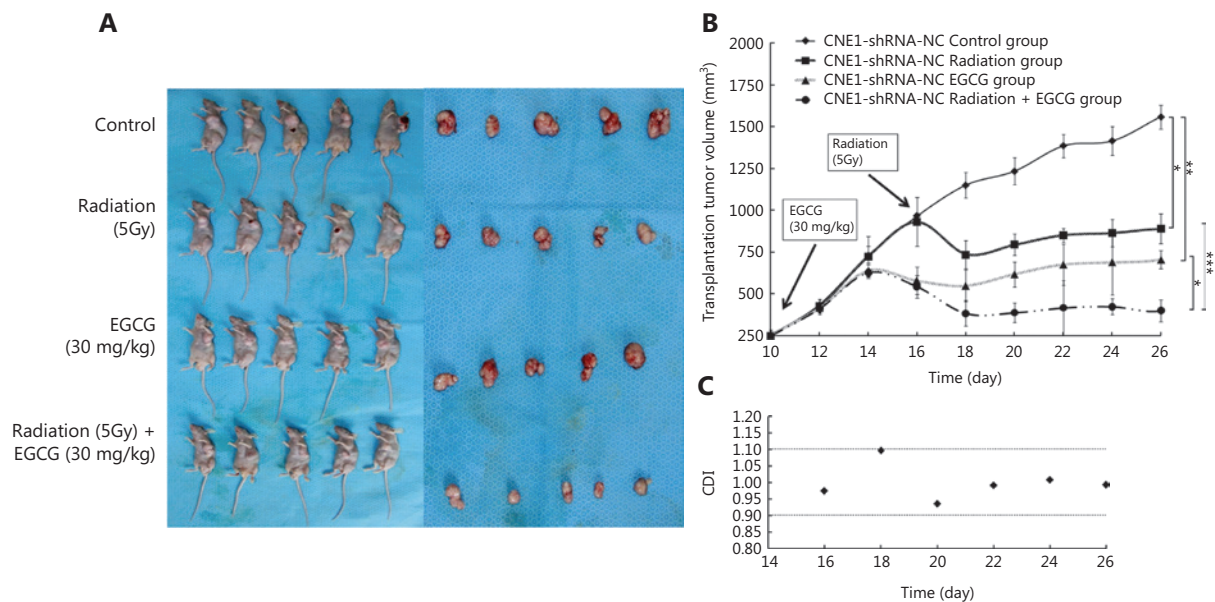 A
Control
Radiation
(5Gy)
EGCG
(30 mg/kg)
Radiation (5Gy) +
EGCG (30 mg/kg)
B
Transplantation tumor volume (mm³)
2000
1750
1500
1250
1000
750
500
250
CNE1-shRNA-NC Control group
CNE1-shRNA-NC Radiation group
CNE1-shRNA-NC EGCG group
CNE1-shRNA-NC Radiation + EGCG group
Radiation
(5Gy)
EGCG
(30 mg/kg)
*
**
*
***
10 12 14 16 18 20 22 24 26
Time (day)
C
CDI
1.20
1.10
1.10
1.05
1.00
0.95
0.90
0.85
0.80
14 16 18 20 22 24 26
Time (day)